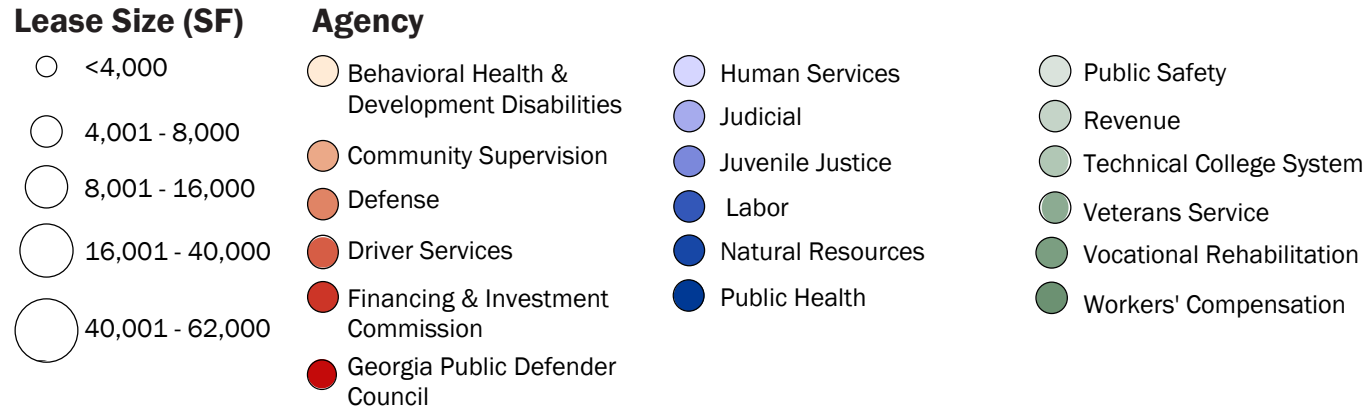 Lease Size (SF)
<4,000
4,001 - 8,000
8,001 - 16,000
16,001 - 40,000
40,001 - 62,000
Agency
Behavioral Health &
Development Disabilities
Community Supervision
Defense
Driver Services
Financing & Investment
Commission
Georgia Public Defender
Council
Human Services
Judicial
Juvenile Justice
Labor
Natural Resources
Public Health
Public Safety
Revenue
Technical College System
Veterans Service
Vocational Rehabilitation
Workers' Compensation